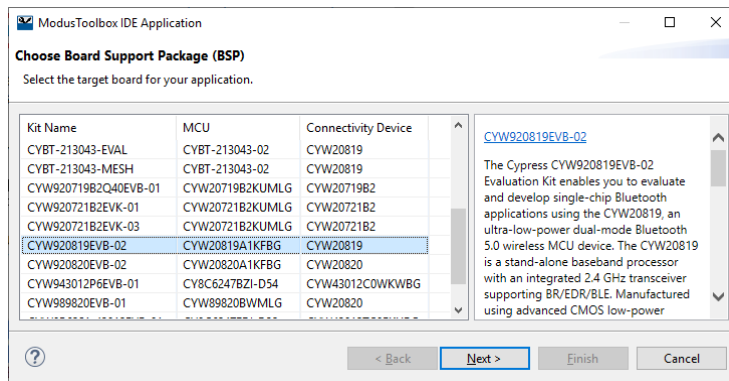 ModusToolbox IDE Application
Choose Board Support Package (BSP)
Select the target board for your application.
Kit Name MCU Connectivity Device
CYBT-213043-EVAL CYBT-213043-02 CYW20819
CYBT-213043-MESH CYBT-213043-02 CYW20819
CYW920719B2Q40EVB-01 CYW20719B2KUMLG CYW20719B2
CYW920721B2EVK-01 CYW20721B2KUMLG CYW20721B2
CYW920721B2EVK-03 CYW20721B2KUMLG CYW20721B2
CYW920819EVB-02 CYW20819A1KFBG CYW20819
CYW920820EVB-02 CYW20820A1KFBG CYW20820
CYW943012P6EVB-01 CY8C6247BZI-D54 CYW43012C0WKWBG
CYW989820EVB-01 CYW89820BWMLG CYW20820
CYW920819EVB-02
The Cypress CYW920819EVB-02
Evaluation Kit enables you to evaluate
and develop single-chip Bluetooth
applications using the CYW20819, an
ultra-low-power dual-mode Bluetooth
5.0 wireless MCU device. The CYW20819
is a stand-alone baseband processor
with an integrated 2.4 GHz transceiver
supporting BR/EDR/BLE. Manufactured
using advanced CMOS low-power
? < Back Next > Finish Cancel